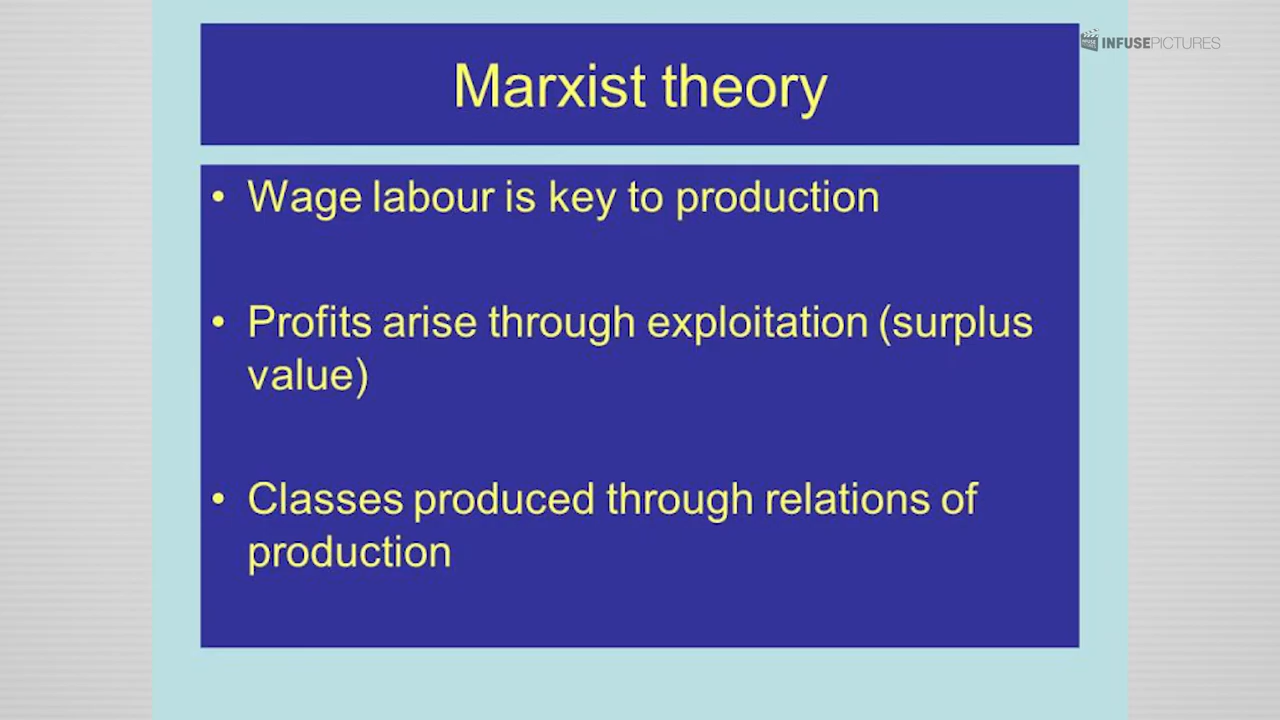 INFUSEPICTURES
Marxist theory
• Wage labour is key to production
• Profits arise through exploitation (surplus
value)
• Classes produced through relations of
production